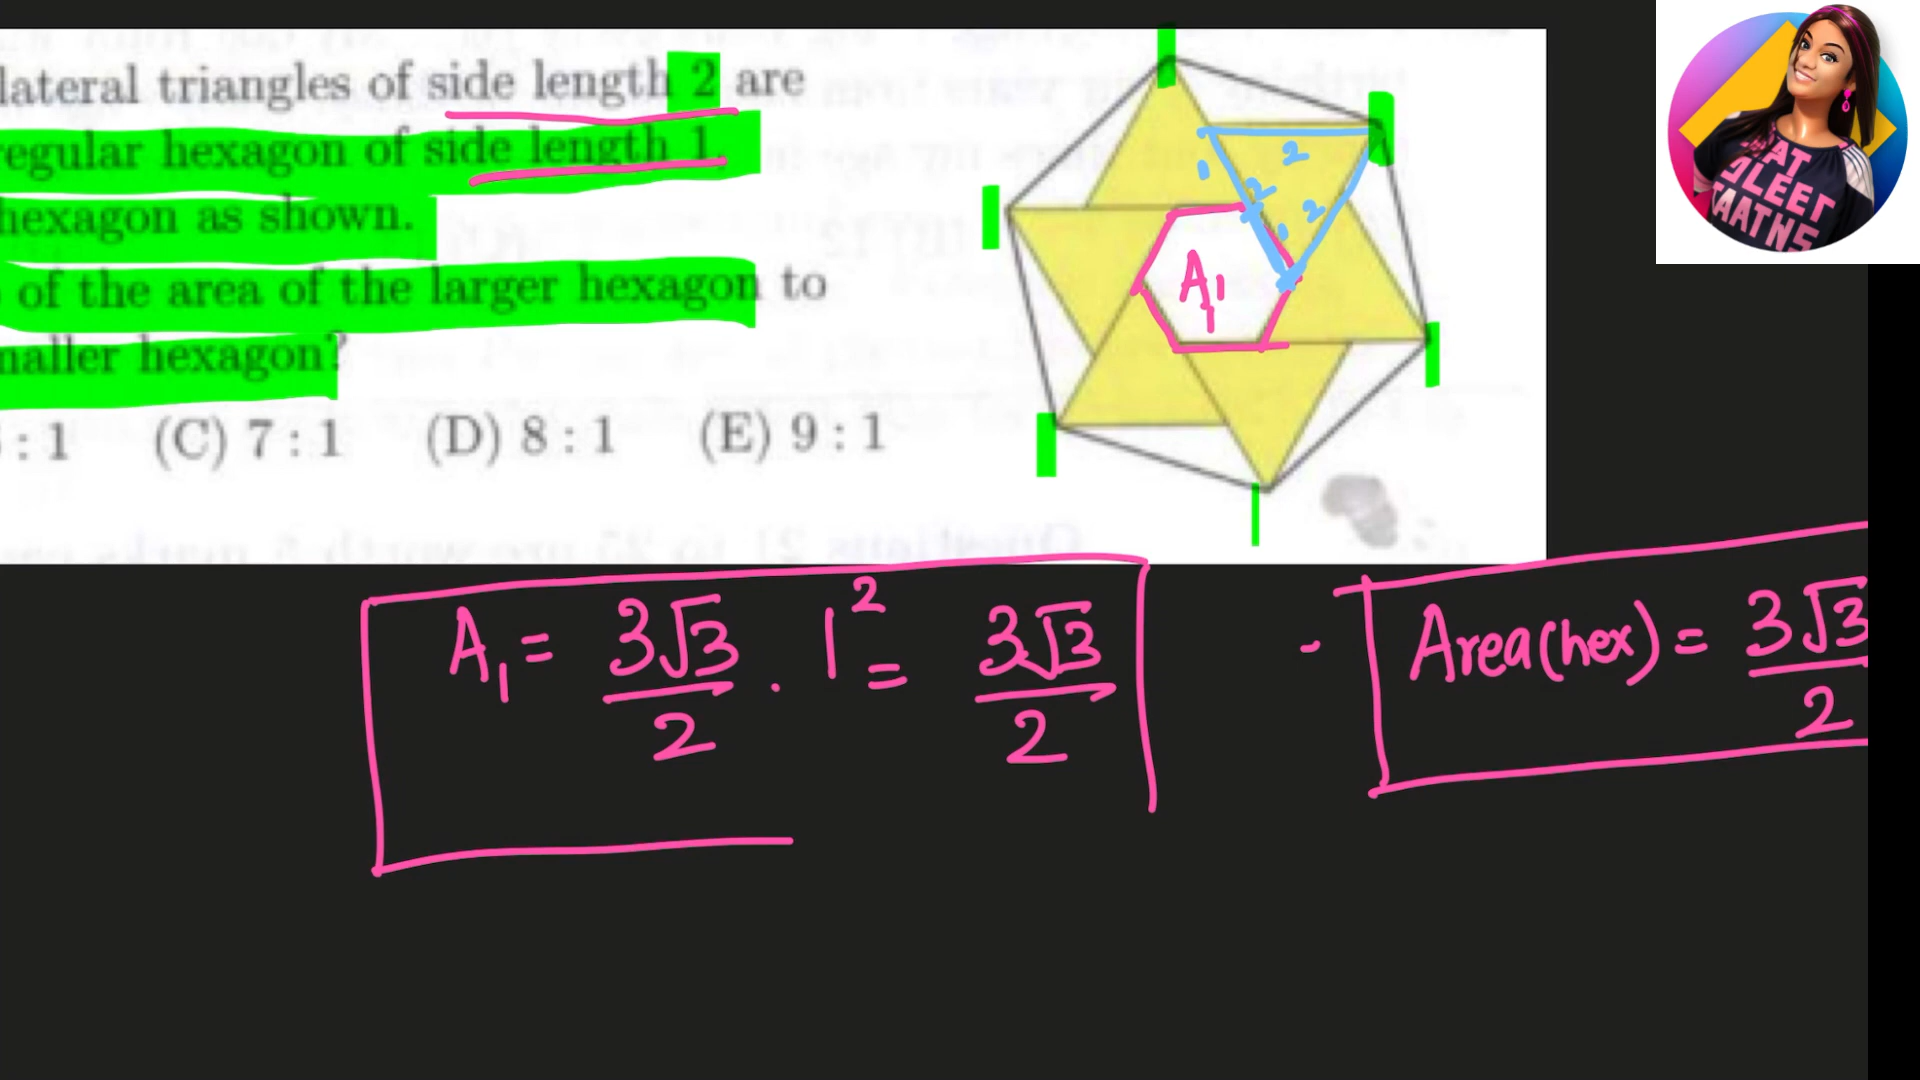 lateral triangles of side length 2 are
regular hexagon of side length 1.
hexagon as shown.
of the area of the larger hexagon to
maller hexagon?
: 1 (C) 7 : 1 (D) 8 : 1 (E) 9 : 1
2
1
2
2
1
A1
A1 = 3√3/2 . 1² = 3√3/2
- Area(hex) = 3√3/2